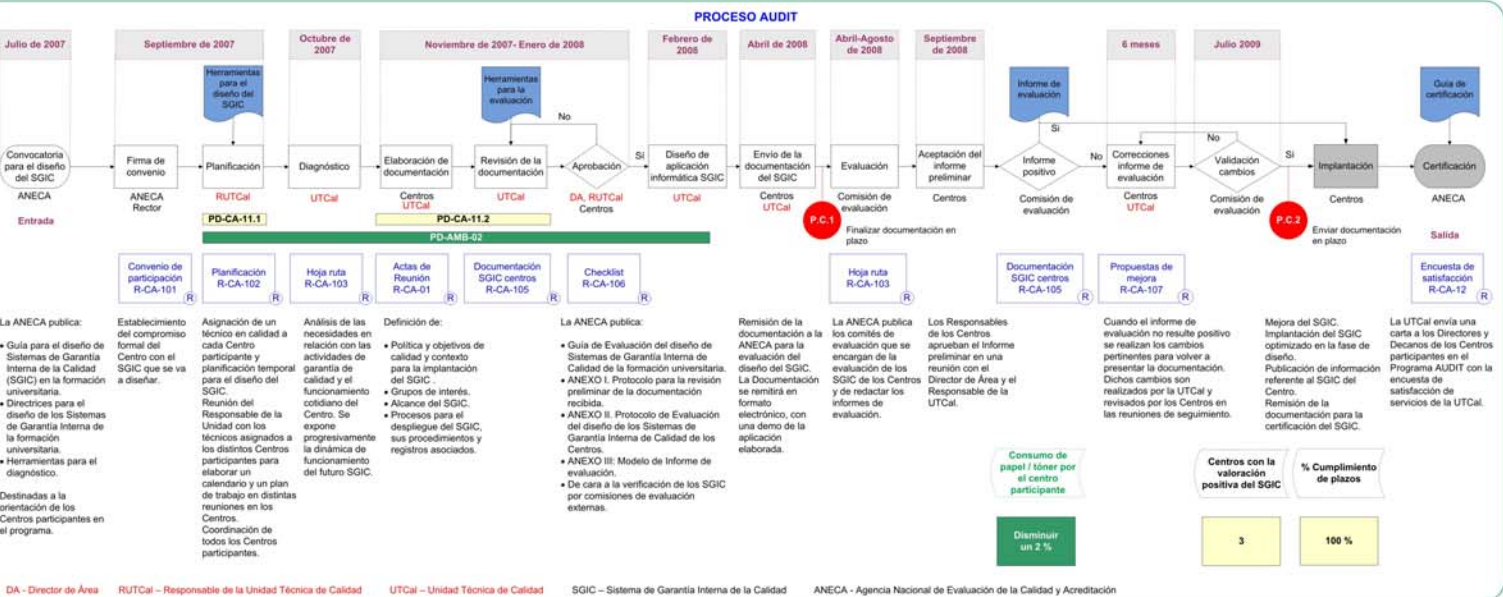 PROCESO AUDIT
Julio de 2007
Septiembre de 2007
Octubre de
2007
Noviembre de 2007- Enero de 2008
Febrero de
2008
Abril de 2008
Abril-Agosto
de 2008
Septiembre
de 2008
6 meses
Julio 2009
Herramientas
para el
diseño del
SGIC
Herramientas
para la
evaluación
Informe de
evaluación
Guía de
certificación
No
Si
No
Convocatoria
para el diseño
del SGIC
Firma de
convenio
Planificación
Diagnóstico
Elaboración de
documentación
Revisión de la
documentación
Aprobación
Sí
Diseño de
aplicación
informática SGIC
Envío de la
documentación
del SGIC
Evaluación
Aceptación del
informe
preliminar
Informe
positivo
No
Correcciones
informe de
evaluación
Validación
cambios
Si
Implantación
Certificación
ANECA
ANECA
Rector
RUTCal
UTCal
Centros
UTCal
UTCal
DA, RUTCal
Centros
UTCal
Centros
UTCal
Comisión de
evaluación
Centros
Comisión de
evaluación
Centros
UTCal
Comisión de
evaluación
Centros
ANECA
Entrada
PD-CA-11.1
PD-CA-11.2
P.C.1
Finalizar documentación en
plazo
P.C.2
Enviar documentación
en plazo
Salida
PD-AMB-02
Convenio de
participación
R-CA-101
R
Planificación
R-CA-102
R
Hoja ruta
R-CA-103
R
Actas de
Reunión
R-CA-01
R
Documentación
SGIC centros
R-CA-105
R
Checklist
R-CA-106
R
Hoja ruta
R-CA-103
R
Documentación
SGIC centros
R-CA-105
R
Propuestas de
mejora
R-CA-107
R
Encuesta de
satisfacción
R-CA-12
R
La ANECA publica:
• Guía para el diseño de
Sistemas de Garantía
Interna de la Calidad
(SGIC) en la formación
universitaria.
• Directrices para el
diseño de los Sistemas
de Garantía Interna de
la formación
universitaria.
• Herramientas para el
diagnóstico.
Destinadas a la
orientación de los
Centros participantes en
el programa.
Establecimiento
del compromiso
formal del
Centro con el
SGIC que se va
a diseñar.
Asignación de un
técnico en calidad a
cada Centro
participante y
planificación temporal
para el diseño del
SGIC.
Reunión del
Responsable de la
Unidad con los
técnicos asignados a
los distintos Centros
participantes para
elaborar un
calendario y un plan
de trabajo en distintas
reuniones en los
Centros.
Coordinación de
todos los Centros
participantes.
Análisis de las
necesidades en
relación con las
actividades de
garantía de
calidad y el
funcionamiento
cotidiano del
Centro. Se
expone
progresivamente
la dinámica de
funcionamiento
del futuro SGIC.
Definición de:
• Política y objetivos de
calidad y contexto
para la implantación
del SGIC .
• Grupos de interés.
• Alcance del SGIC.
• Procesos para el
despliegue del SGIC,
sus procedimientos y
registros asociados.
La ANECA publica:
• Guía de Evaluación del diseño de
Sistemas de Garantía Interna de
Calidad de la formación universitaria.
• ANEXO I. Protocolo para la revisión
preliminar de la documentación
recibida.
• ANEXO II. Protocolo de Evaluación
del diseño de los Sistemas de
Garantía Interna de Calidad de los
Centros.
• ANEXO III: Modelo de Informe de
evaluación.
• De cara a la verificación de los SGIC
por comisiones de evaluación
externas.
Remisión de la
documentación a la
ANECA para la
evaluación del
diseño del SGIC.
La Documentación
se remitirá en
formato
electrónico, con
una demo de la
aplicación
elaborada.
La ANECA publica
los comités de
evaluación que se
encargan de la
evaluación de los
SGIC de los Centros
y de redactar los
informes de
evaluación.
Los Responsables
de los Centros
aprueban el Informe
preliminar en una
reunión con el
Director de Área y el
Responsable de la
UTCal.
Cuando el informe de
evaluación no resulte positivo
se realizan los cambios
pertinentes para volver a
presentar la documentación.
Dichos cambios son
realizados por la UTCal y
revisados por los Centros en
las reuniones de seguimiento.
Mejora del SGIC.
Implantación del SGIC
optimizado en la fase de
diseño.
Publicación de información
referente al SGIC del
Centro.
Remisión de la
documentación para la
certificación del SGIC.
La UTCal envía una
carta a los Directores y
Decanos de los Centros
participantes en el
Programa AUDIT con la
encuesta de
satisfacción de
servicios de la UTCal.
Consumo de
papel / tóner por
el centro
participante
Centros con la
valoración
positiva del SGIC
% Cumplimiento
de plazos
Disminuir
un 2 %
3
100 %
DA - Director de Área
RUTCal – Responsable de la Unidad Técnica de Calidad
UTCal – Unidad Técnica de Calidad
SGIC – Sistema de Garantía Interna de la Calidad
ANECA - Agencia Nacional de Evaluación de la Calidad y Acreditación